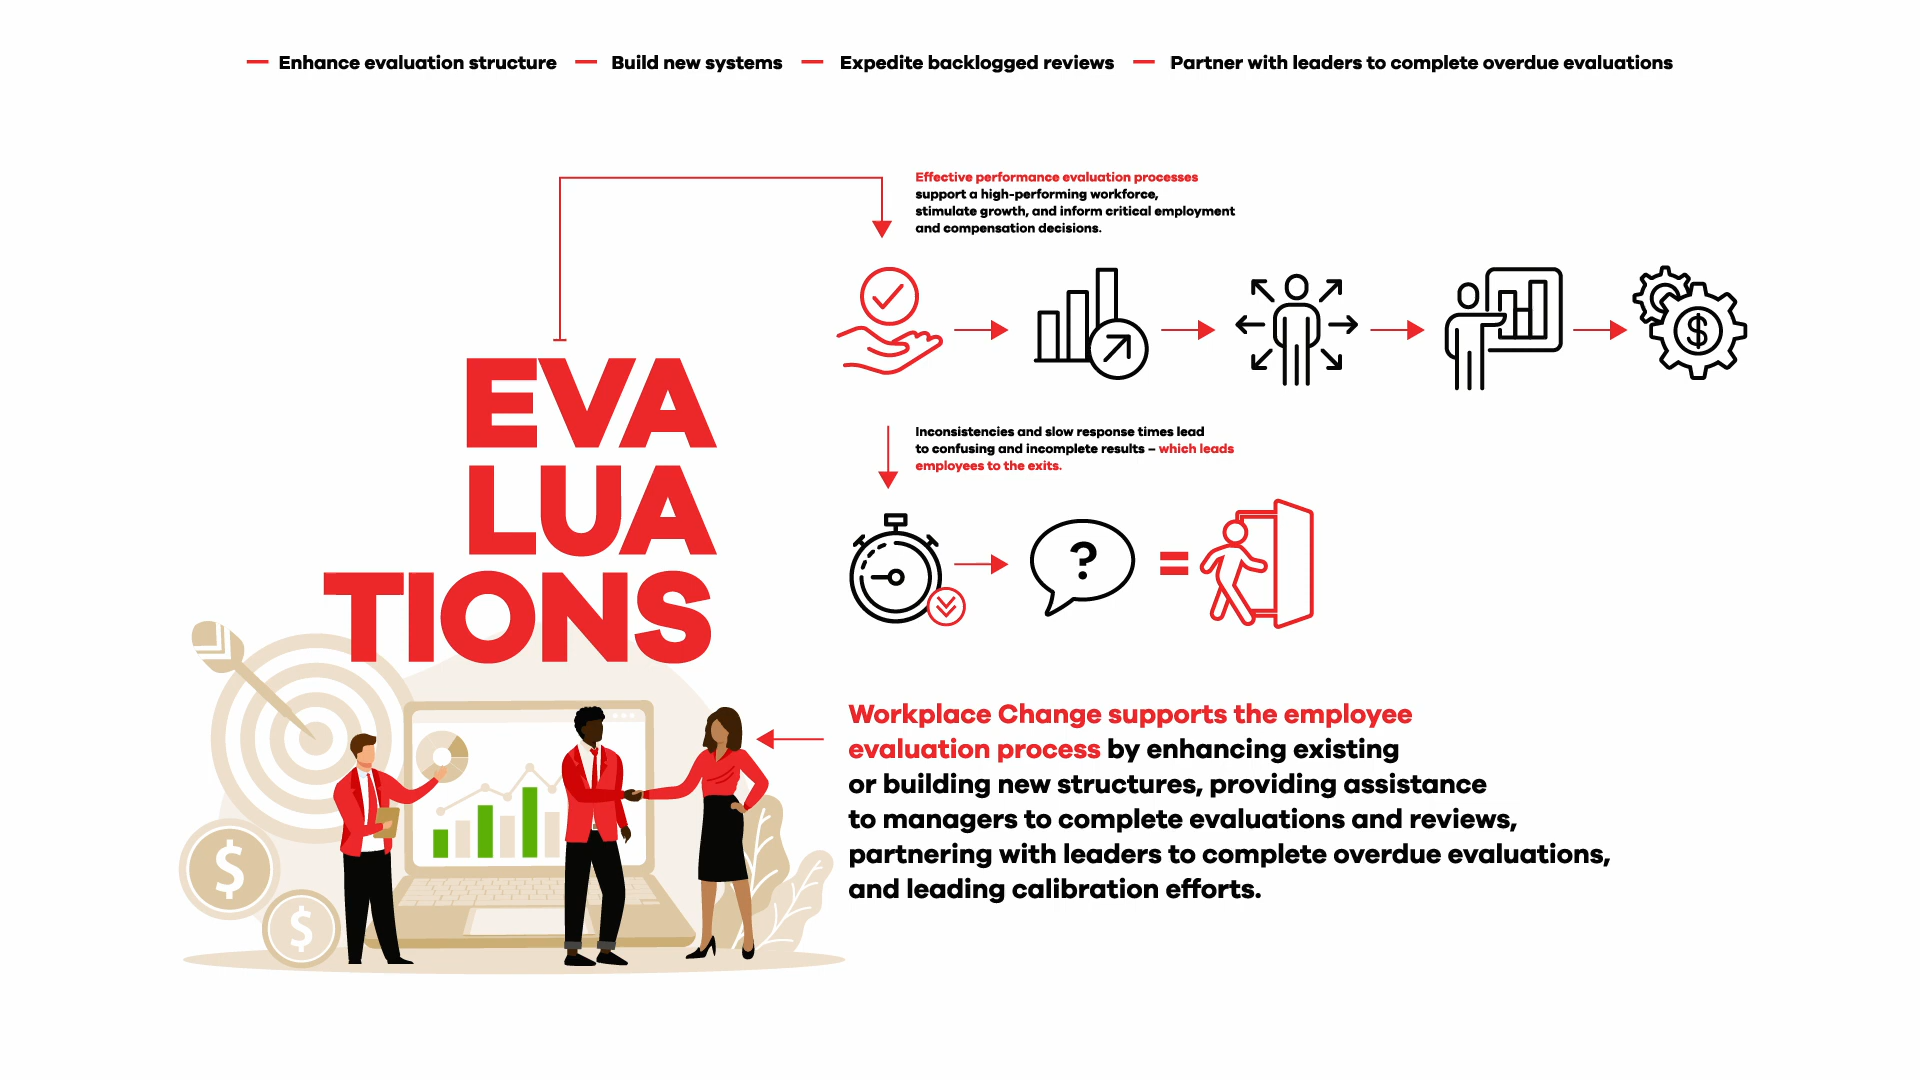 — Enhance evaluation structure — Build new systems — Expedite backlogged reviews — Partner with leaders to complete overdue evaluations
Effective performance evaluation processes
support a high-performing workforce,
stimulate growth, and inform critical employment
and compensation decisions.
$
EVA
LUA
TIONS
Inconsistencies and slow response times lead
to confusing and incomplete results – which leads
employees to the exits.
?
=
Workplace Change supports the employee
evaluation process by enhancing existing
or building new structures, providing assistance
to managers to complete evaluations and reviews,
partnering with leaders to complete overdue evaluations,
and leading calibration efforts.
$
$